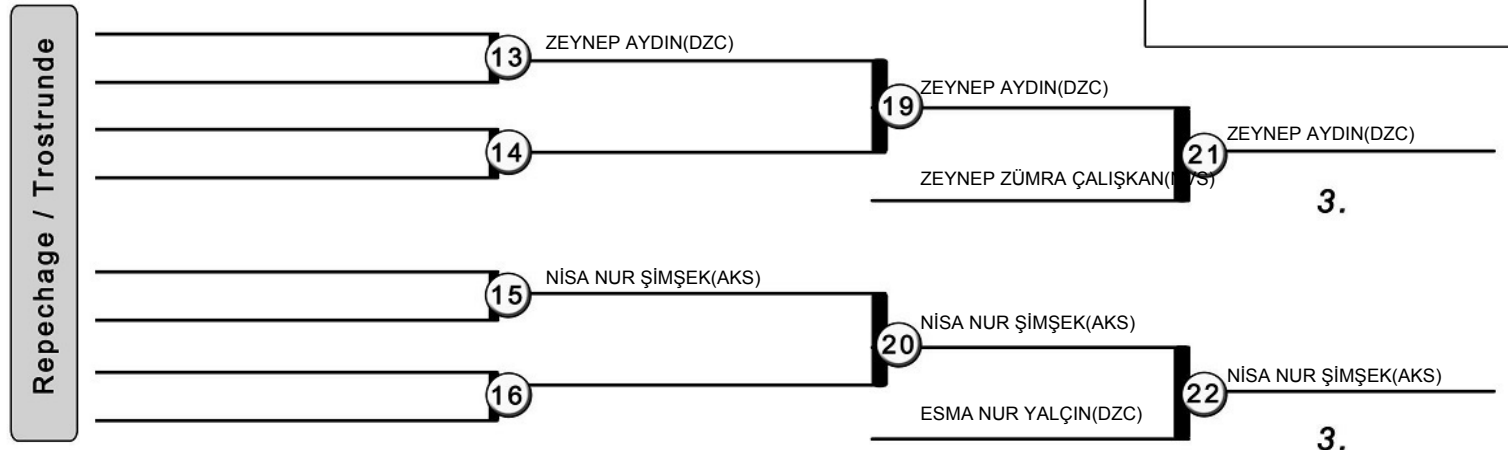 Repechage / Trostrunde
13
ZEYNEP AYDIN(DZC)
14
19
ZEYNEP AYDIN(DZC)
ZEYNEP ZÜMRA ÇALIŞKAN(
21
ZEYNEP AYDIN(DZC)
3.
15
NİSA NUR ŞİMŞEK(AKS)
16
20
NİSA NUR ŞİMŞEK(AKS)
ESMA NUR YALÇIN(DZC)
22
NİSA NUR ŞİMŞEK(AKS)
3.